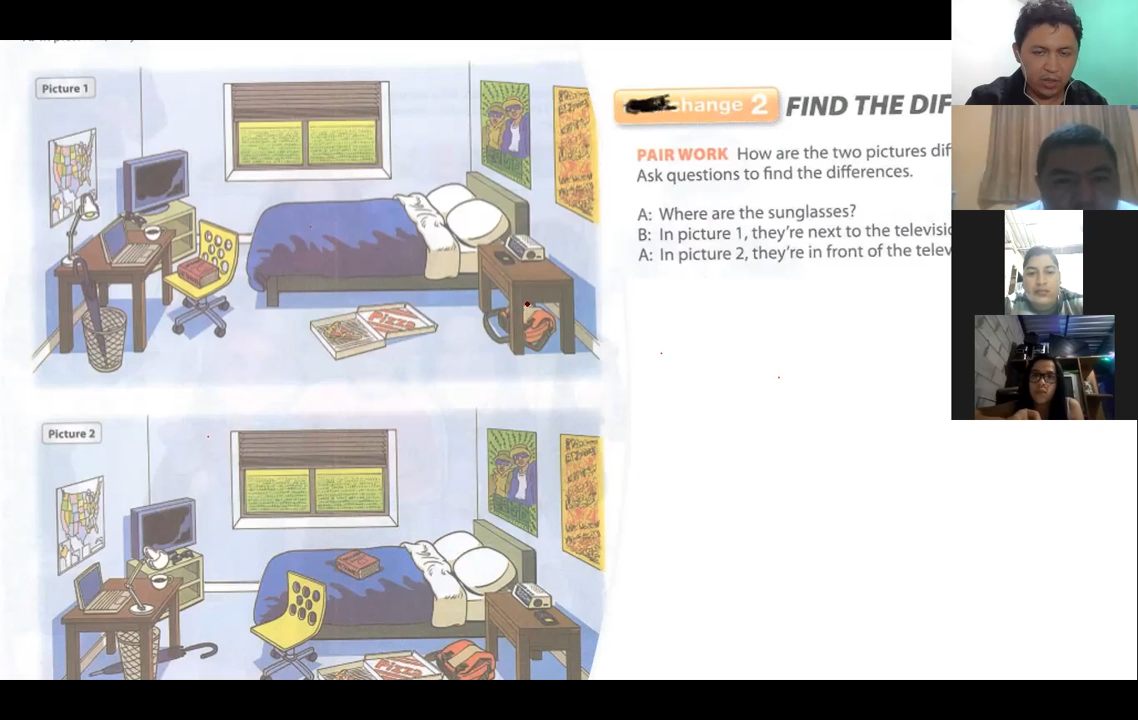 Picture 1
Pizza
Picture 2
Pizza
change 2 FIND THE DIF
PAIR WORK How are the two pictures dif
Ask questions to find the differences.
A: Where are the sunglasses?
B: In picture 1, they're next to the televisio
A: In picture 2, they're in front of the telev